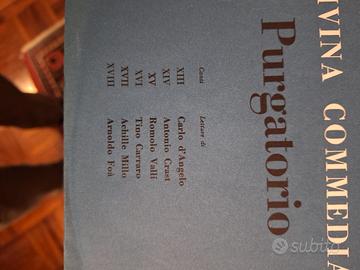 IVINA COMMEDIA
Purgatorio
Canti Letture di
XIII Carlo d'Angelo
XIV Antonio Crast
XV Romolo Valli
XVI Tino Carraro
XVII Achille Millo
XVIII Arnoldo Foà
subito